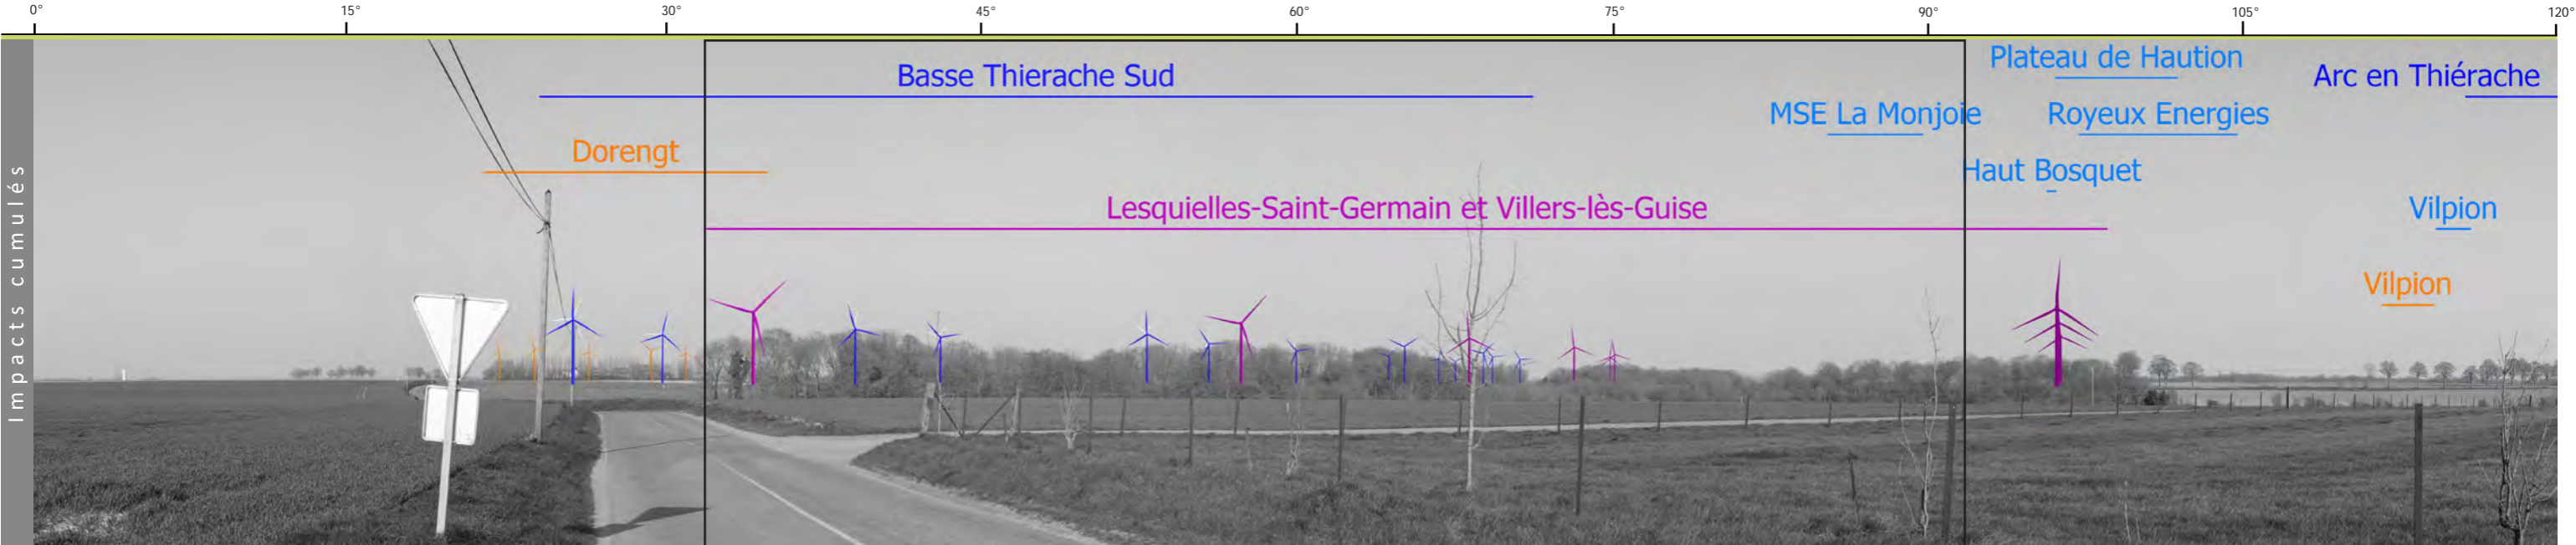 0° 15° 30° 45° 60° 75° 90° 105° 120°
Impacts cumulés
Plateau de Haution
Basse Thierache Sud
Arc en Thiérache
MSE La Monjoie
Royeux Energies
Dorengt
Haut Bosquet
Lesquielles-Saint-Germain et Villers-lès-Guise
Vilpion
Vilpion